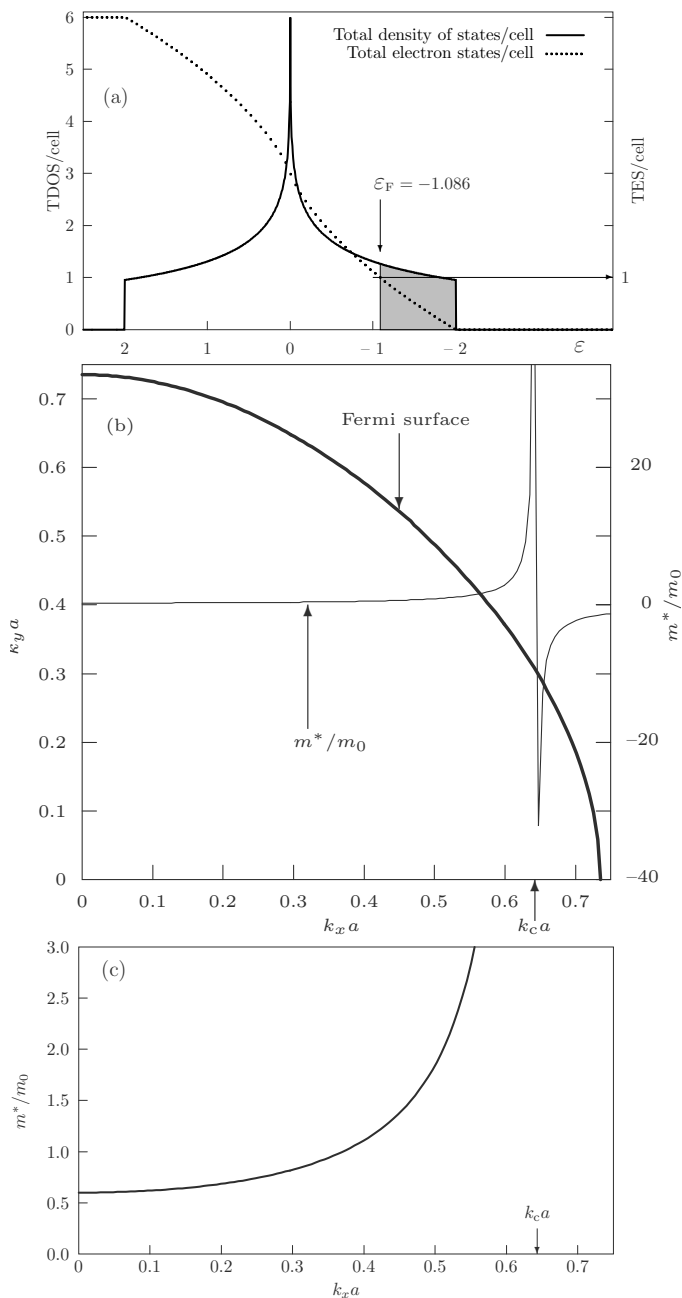 6
5
4
3
2
1
0
TDOS/cell
(a)
Total density of states/cell
Total electron states/cell
ε_F = −1.086
1
TES/cell
2
1
0
−1
−2
ε
0.7
0.6
0.5
0.4
0.3
0.2
0.1
0
κ_y a
(b)
Fermi surface
m*/m_0
20
0
−20
−40
m*/m_0
0
0.1
0.2
0.3
0.4
0.5
0.6
0.7
k_x a
k_c a
3.0
2.5
2.0
1.5
1.0
0.5
0.0
m*/m_0
(c)
k_c a
0
0.1
0.2
0.3
0.4
0.5
0.6
0.7
k_x a